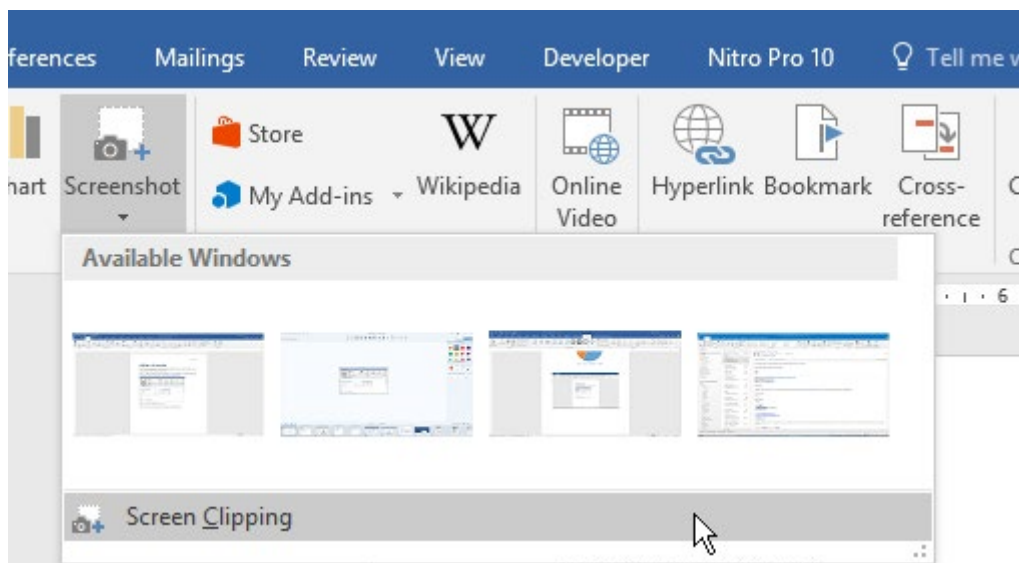 ferences Mailings Review View Developer Nitro Pro 10 Tell me
hart Screenshot Store My Add-ins W Wikipedia Online Video Hyperlink Bookmark Cross-reference
Available Windows
6
Screen Clipping